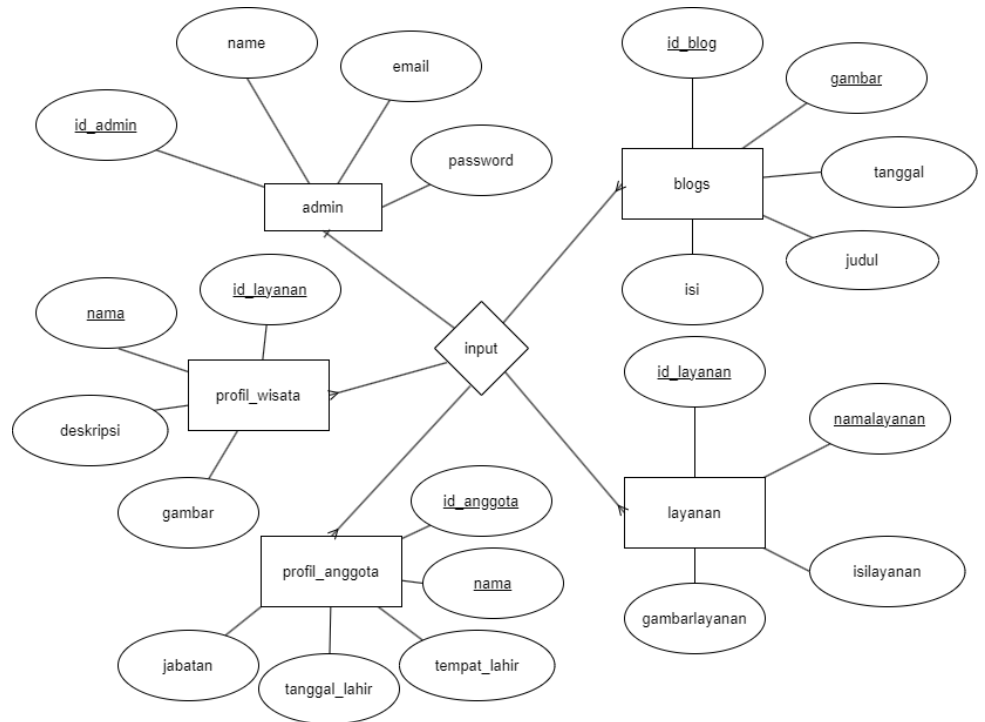 name
email
id_admin
password
admin
id_blog
gambar
tanggal
blogs
judul
isi
id_layanan
nama
profil_wisata
deskripsi
gambar
input
id_layanan
namalayanan
layanan
isilayanan
gambarlayanan
id_anggota
profil_anggota
nama
jabatan
tanggal_lahir
tempat_lahir